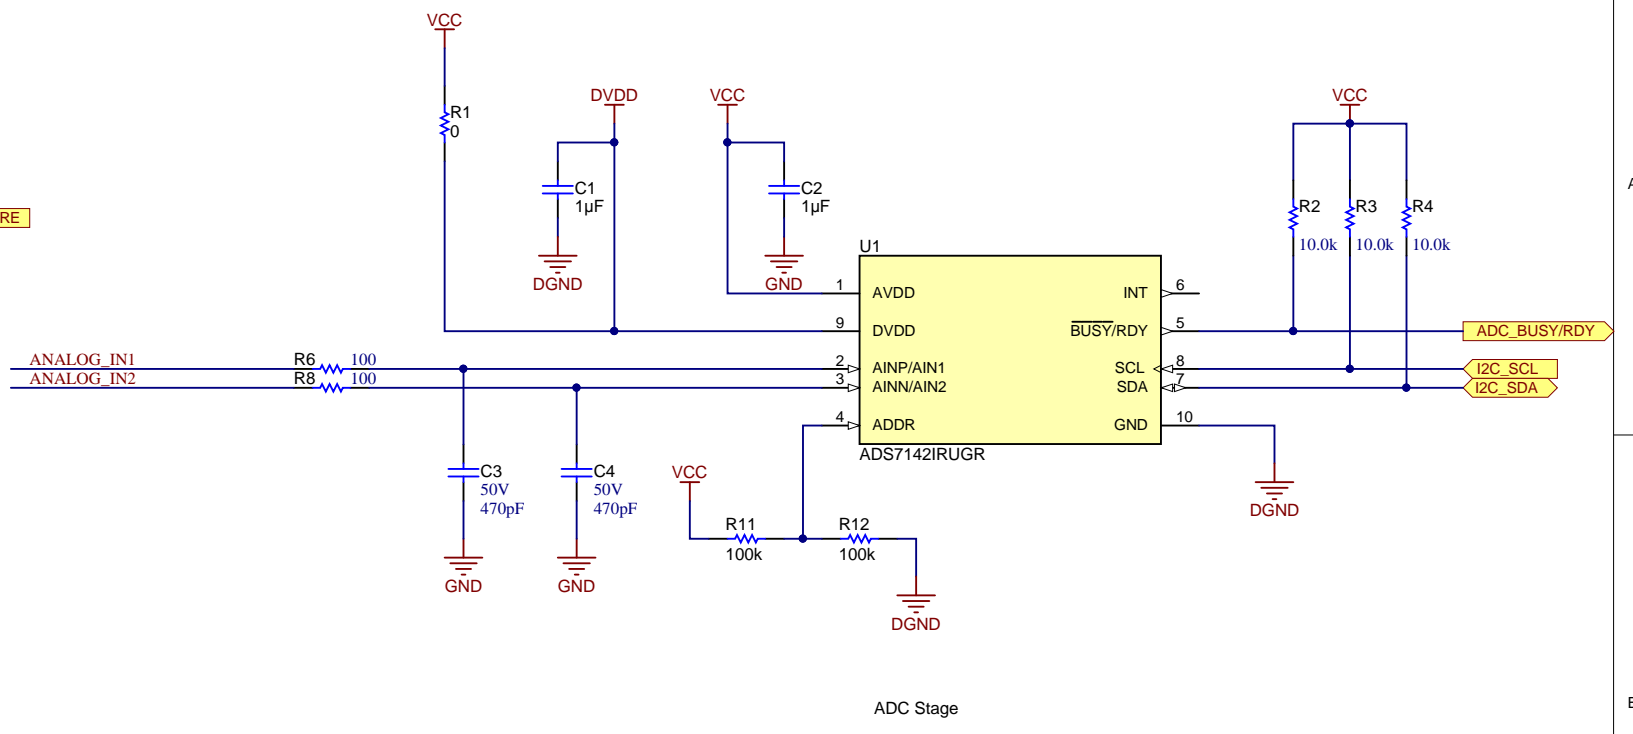 VCC
R1
0
DVDD
C1
1µF
DGND
VCC
C2
1µF
GND
VCC
R2
10.0k
R3
10.0k
R4
10.0k
RE
A
U1
1
AVDD
9
DVDD
2
AINP/AIN1
3
AINN/AIN2
4
ADDR
INT
6
BUSY/RDY
5
SCL
8
SDA
7
GND
10
ADS7142IRUGR
ADC_BUSY/RDY
I2C_SCL
I2C_SDA
ANALOG_IN1
R6
100
ANALOG_IN2
R8
100
C3
50V
470pF
GND
C4
50V
470pF
GND
VCC
R11
100k
R12
100k
DGND
DGND
ADC Stage